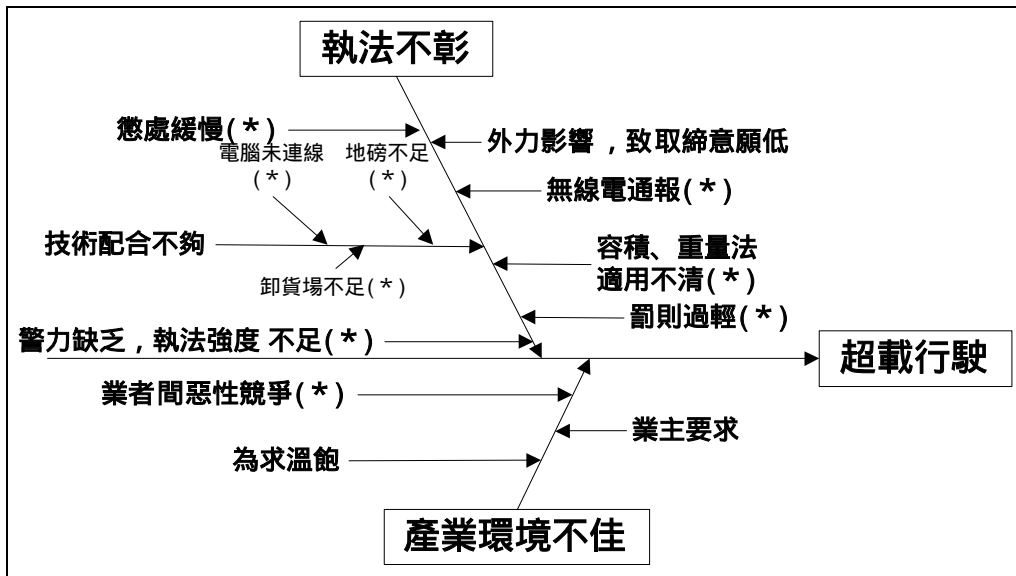 執法不彰
懲處緩慢(*)
外力影響，致取締意願低
電腦未連線
(*)
地磅不足
(*)
無線電通報(*)
技術配合不夠
容積、重量法
適用不清(*)
卸貨場不足(*)
罰則過輕(*)
警力缺乏，執法強度 不足(*)
超載行駛
業者間惡性競爭(*)
業主要求
為求溫飽
產業環境不佳